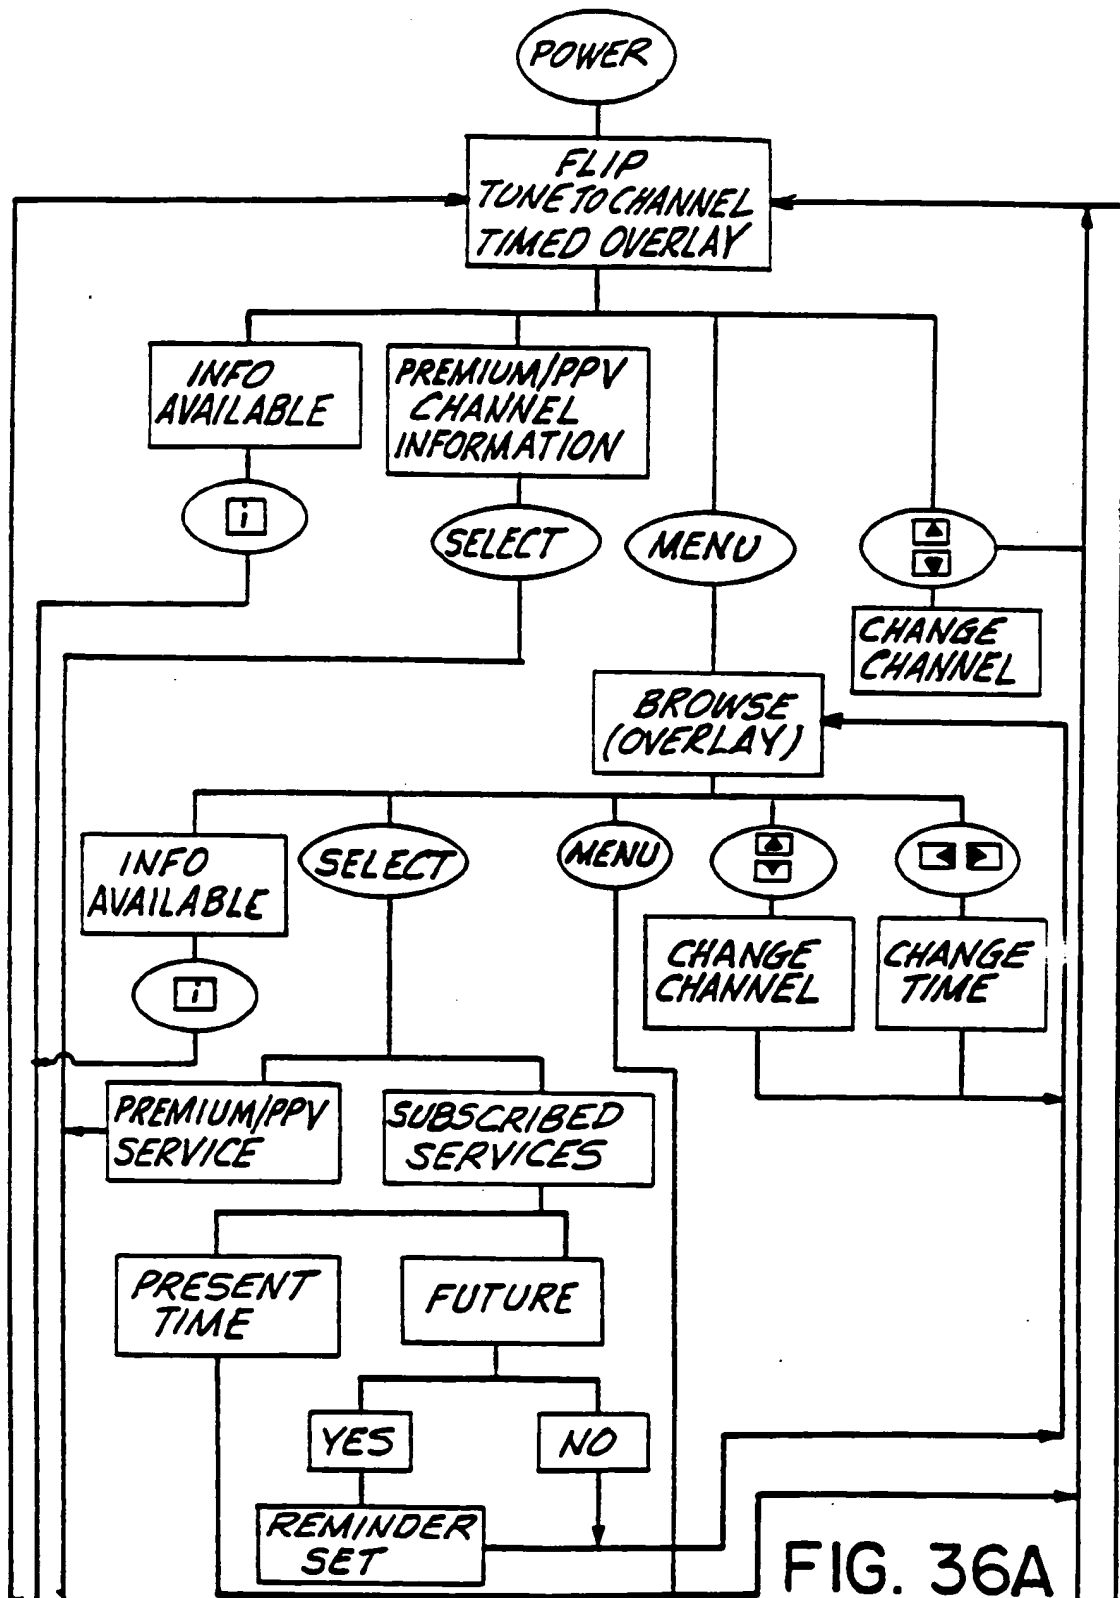 POWER
FLIP
TUNE TO CHANNEL
TIMED OVERLAY
INFO
AVAILABLE
PREMIUM/PPV
CHANNEL
INFORMATION
i
SELECT
MENU
CHANGE
CHANNEL
BROWSE
(OVERLAY)
INFO
AVAILABLE
SELECT
MENU
CHANGE
CHANNEL
CHANGE
TIME
i
PREMIUM/PPV
SERVICE
SUBSCRIBED
SERVICES
PRESENT
TIME
FUTURE
YES
NO
REMINDER
SET
FIG. 36A